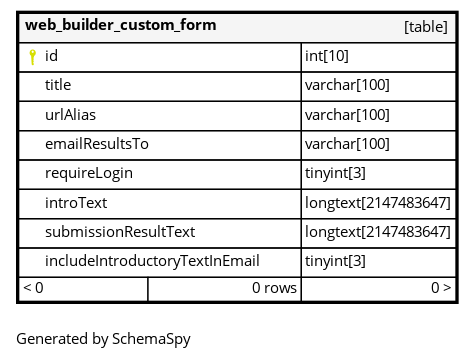 web_builder_custom_form [table]
id int[10]
title varchar[100]
urlAlias varchar[100]
emailResultsTo varchar[100]
requireLogin tinyint[3]
introText longtext[2147483647]
submissionResultText longtext[2147483647]
includeIntroductoryTextInEmail tinyint[3]
< 0 0 rows 0 >
Generated by SchemaSpy